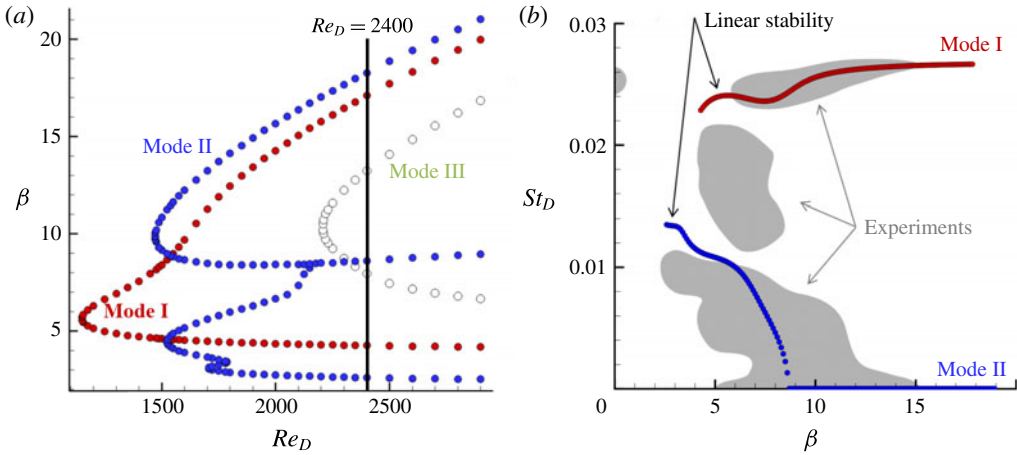 (a)
Re_D = 2400
20
15
β
10
5
Mode II
Mode III
Mode I
1500
2000
2500
Re_D
(b)
0.03
Linear stability
Mode I
0.02
St_D
Experiments
0.01
Mode II
0
5
10
15
β